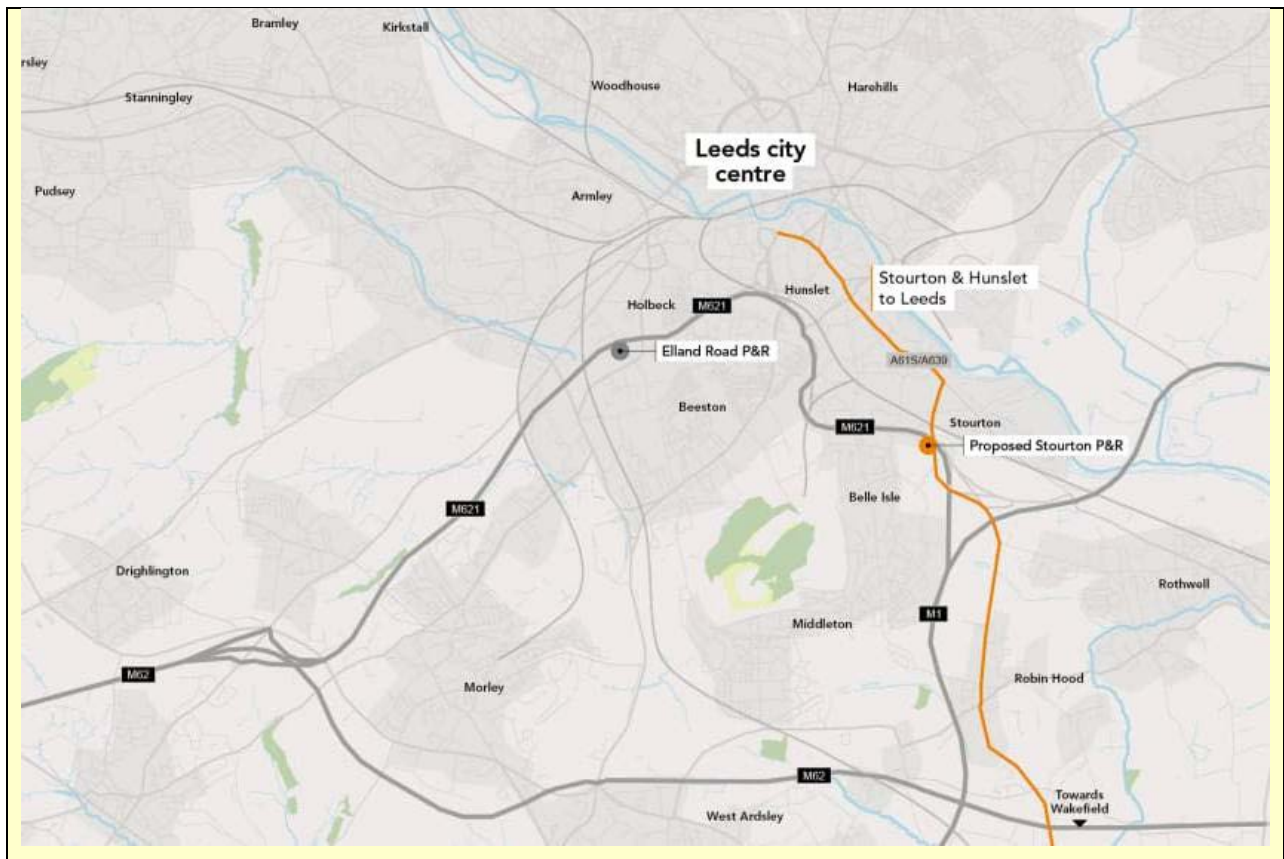 Bramley
Kirkstall
rsley
Woodhouse
Harehills
Stanningley
Leeds city
centre
Pudsey
Armley
Stourton & Hunslet
to Leeds
Hunslet
Holbeck
M621
Elland Road P&R
A61S/A639
Beeston
M621
Stourton
Proposed Stourton P&R
Belle Isle
M621
Drighlington
Rothwell
M1
Middleton
M62
Morley
Robin Hood
M62
Towards
Wakefield
West Ardsley